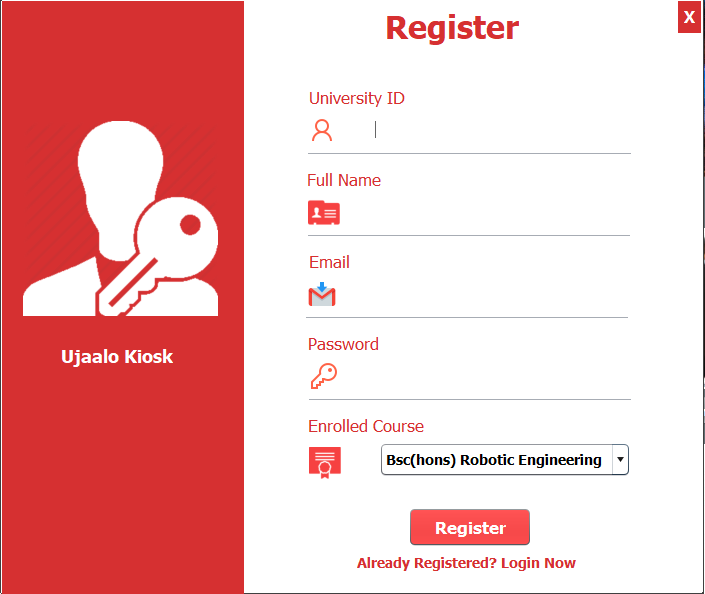 Register
X
University ID
Full Name
Email
Password
Ujaalo Kiosk
Enrolled Course
Bsc(hons) Robotic Engineering
Register
Already Registered? Login Now